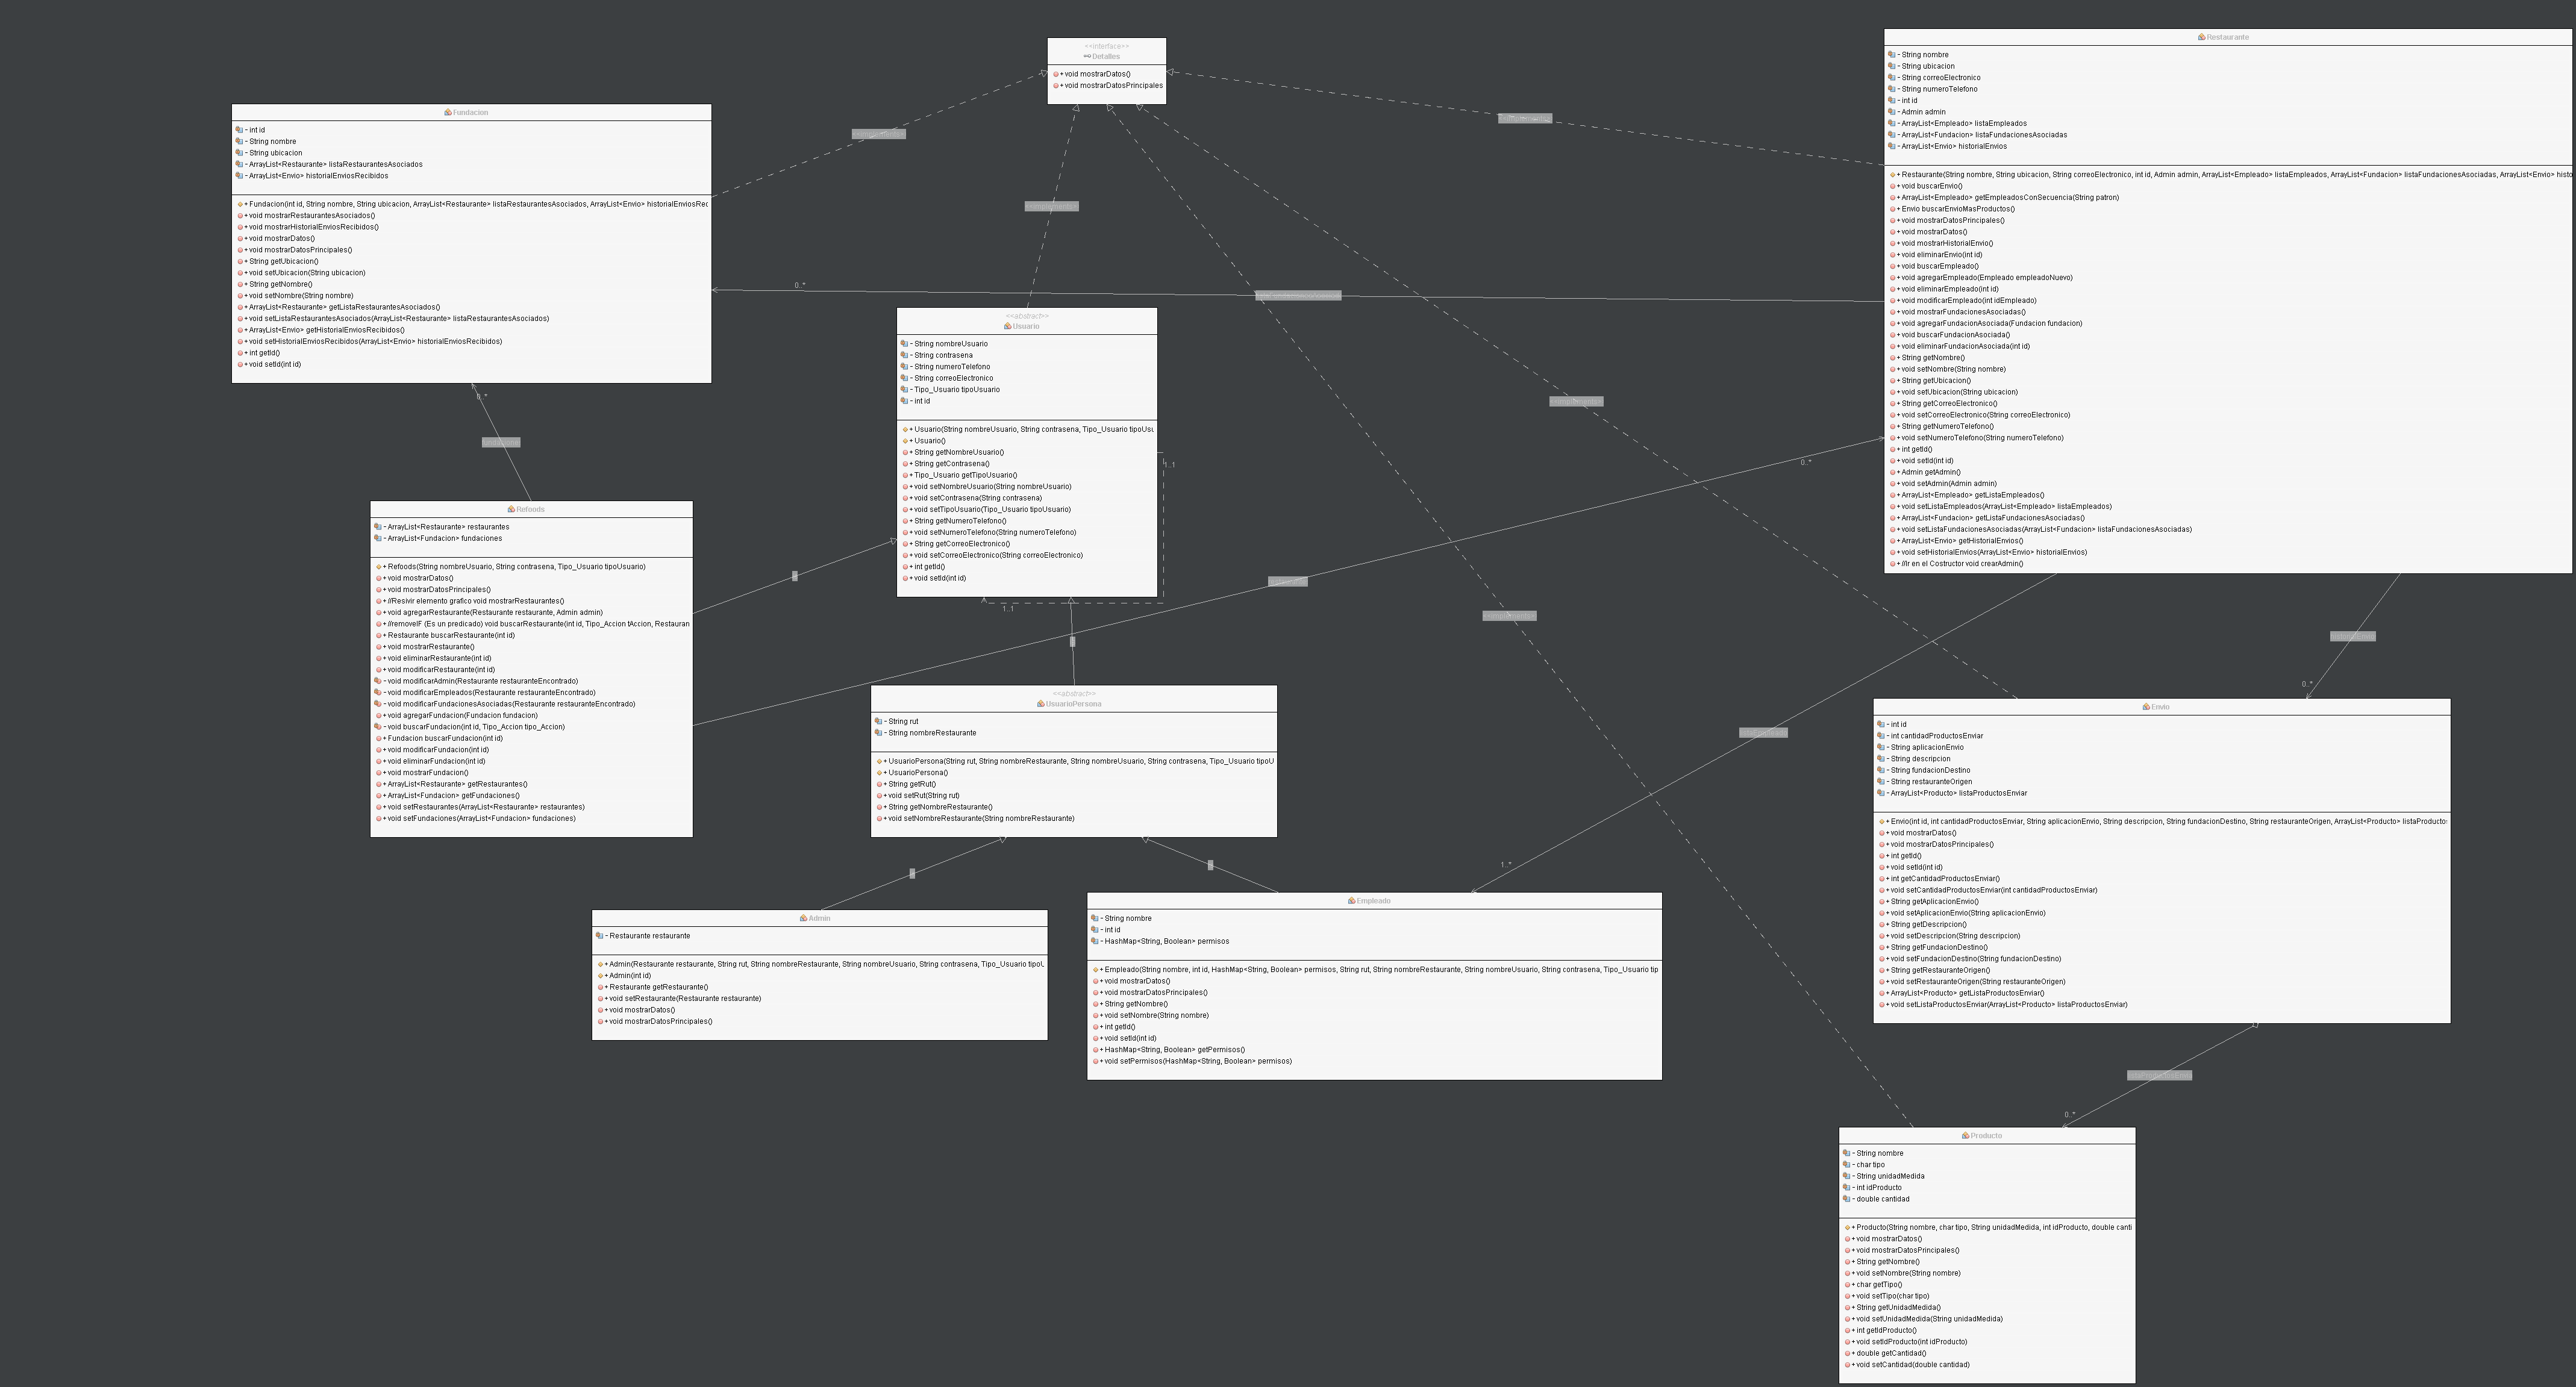 <<interface>>
Detalles
+ void mostrarDatos()
+ void mostrarDatosPrincipales
Restaurante
- String nombre
- String ubicacion
- String correoElectronico
- String numeroTelefono
- int id
- Admin admin
- ArrayList<Empleado> listaEmpleados
- ArrayList<Fundacion> listaFundacionesAsociadas
- ArrayList<Envio> historialEnvios
+ Restaurante(String nombre, String ubicacion, String correoElectronico, int id, Admin admin, ArrayList<Empleado> listaEmpleados, ArrayList<Fundacion> listaFundacionesAsociadas, ArrayList<Envio> histo
+ void buscarEnvio()
+ ArrayList<Empleado> getEmpleadosConSecuencia(String patron)
+ Envio buscarEnvioMasProductos()
+ void mostrarDatosPrincipales()
+ void mostrarDatos()
+ void mostrarHistorialEnvio()
+ void eliminarEnvio(int id)
+ void buscarEmpleado()
+ void agregarEmpleado(Empleado empleadoNuevo)
+ void eliminarEmpleado(int id)
+ void modificarEmpleado(int idEmpleado)
+ void mostrarFundacionesAsociadas()
+ void agregarFundacionAsociada(Fundacion fundacion)
+ void buscarFundacionAsociada()
+ void eliminarFundacionAsociada(int id)
+ String getNombre()
+ void setNombre(String nombre)
+ String getUbicacion()
+ void setUbicacion(String ubicacion)
+ String getCorreoElectronico()
+ void setCorreoElectronico(String correoElectronico)
+ String getNumeroTelefono()
+ void setNumeroTelefono(String numeroTelefono)
+ int getId()
+ void setId(int id)
+ Admin getAdmin()
+ void setAdmin(Admin admin)
+ ArrayList<Empleado> getListaEmpleados()
+ void setListaEmpleados(ArrayList<Empleado> listaEmpleados)
+ ArrayList<Fundacion> getListaFundacionesAsociadas()
+ void setListaFundacionesAsociadas(ArrayList<Fundacion> listaFundacionesAsociadas)
+ ArrayList<Envio> getHistorialEnvios()
+ void setHistorialEnvios(ArrayList<Envio> historialEnvios)
+ //Ir en el Costructor void crearAdmin()
Fundacion
- int id
- String nombre
- String ubicacion
- ArrayList<Restaurante> listaRestaurantesAsociados
- ArrayList<Envio> historialEnviosRecibidos
+ Fundacion(int id, String nombre, String ubicacion, ArrayList<Restaurante> listaRestaurantesAsociados, ArrayList<Envio> historialEnviosRec
+ void mostrarRestaurantesAsociados()
+ void mostrarHistorialEnviosRecibidos()
+ void mostrarDatos()
+ void mostrarDatosPrincipales()
+ String getUbicacion()
+ void setUbicacion(String ubicacion)
+ String getNombre()
+ void setNombre(String nombre)
+ ArrayList<Restaurante> getListaRestaurantesAsociados()
+ void setListaRestaurantesAsociados(ArrayList<Restaurante> listaRestaurantesAsociados)
+ ArrayList<Envio> getHistorialEnviosRecibidos()
+ void setHistorialEnviosRecibidos(ArrayList<Envio> historialEnviosRecibidos)
+ int getId()
+ void setId(int id)
0..*
0..*
<<abstract>>
Usuario
- String nombreUsuario
- String contrasena
- String numeroTelefono
- String correoElectronico
- Tipo_Usuario tipoUsuario
- int id
+ Usuario(String nombreUsuario, String contrasena, Tipo_Usuario tipoUsu
+ Usuario()
+ String getNombreUsuario()
+ String getContrasena()
+ Tipo_Usuario getTipoUsuario()
+ void setNombreUsuario(String nombreUsuario)
+ void setContrasena(String contrasena)
+ void setTipoUsuario(Tipo_Usuario tipoUsuario)
+ String getNumeroTelefono()
+ void setNumeroTelefono(String numeroTelefono)
+ String getCorreoElectronico()
+ void setCorreoElectronico(String correoElectronico)
+ int getId()
+ void setId(int id)
1..1
1..1
0..*
Refoods
- ArrayList<Restaurante> restaurantes
- ArrayList<Fundacion> fundaciones
+ Refoods(String nombreUsuario, String contrasena, Tipo_Usuario tipoUsuario)
+ void mostrarDatos()
+ void mostrarDatosPrincipales()
+ //Resivir elemento grafico void mostrarRestaurantes()
+ void agregarRestaurante(Restaurante restaurante, Admin admin)
+ //removeIF (Es un predicado) void buscarRestaurante(int id, Tipo_Accion tAccion, Restauran
+ Restaurante buscarRestaurante(int id)
+ void mostrarRestaurante()
+ void eliminarRestaurante(int id)
+ void modificarRestaurante(int id)
- void modificarAdmin(Restaurante restauranteEncontrado)
- void modificarEmpleados(Restaurante restauranteEncontrado)
- void modificarFundacionesAsociadas(Restaurante restauranteEncontrado)
+ void agregarFundacion(Fundacion fundacion)
- void buscarFundacion(int id, Tipo_Accion tipo_Accion)
+ Fundacion buscarFundacion(int id)
+ void modificarFundacion(int id)
+ void eliminarFundacion(int id)
+ void mostrarFundacion()
+ ArrayList<Restaurante> getRestaurantes()
+ ArrayList<Fundacion> getFundaciones()
+ void setRestaurantes(ArrayList<Restaurante> restaurantes)
+ void setFundaciones(ArrayList<Fundacion> fundaciones)
<<abstract>>
UsuarioPersona
- String rut
- String nombreRestaurante
+ UsuarioPersona(String rut, String nombreRestaurante, String nombreUsuario, String contrasena, Tipo_Usuario tipoU
+ UsuarioPersona()
+ String getRut()
+ void setRut(String rut)
+ String getNombreRestaurante()
+ void setNombreRestaurante(String nombreRestaurante)
0..*
Envio
- int id
- int cantidadProductosEnviar
- String aplicacionEnvio
- String descripcion
- String fundacionDestino
- String restauranteOrigen
- ArrayList<Producto> listaProductosEnviar
+ Envio(int id, int cantidadProductosEnviar, String aplicacionEnvio, String descripcion, String fundacionDestino, String restauranteOrigen, ArrayList<Producto> listaProducto
+ void mostrarDatos()
+ void mostrarDatosPrincipales()
+ int getId()
+ void setId(int id)
+ int getCantidadProductosEnviar()
+ void setCantidadProductosEnviar(int cantidadProductosEnviar)
+ String getAplicacionEnvio()
+ void setAplicacionEnvio(String aplicacionEnvio)
+ String getDescripcion()
+ void setDescripcion(String descripcion)
+ String getFundacionDestino()
+ void setFundacionDestino(String fundacionDestino)
+ String getRestauranteOrigen()
+ void setRestauranteOrigen(String restauranteOrigen)
+ ArrayList<Producto> getListaProductosEnviar()
+ void setListaProductosEnviar(ArrayList<Producto> listaProductosEnviar)
1..*
Admin
- Restaurante restaurante
+ Admin(Restaurante restaurante, String rut, String nombreRestaurante, String nombreUsuario, String contrasena, Tipo_Usuario tipoU
+ Admin(int id)
+ Restaurante getRestaurante()
+ void setRestaurante(Restaurante restaurante)
+ void mostrarDatos()
+ void mostrarDatosPrincipales()
Empleado
- String nombre
- int id
- HashMap<String, Boolean> permisos
+ Empleado(String nombre, int id, HashMap<String, Boolean> permisos, String rut, String nombreRestaurante, String nombreUsuario, String contrasena, Tipo_Usuario tip
+ void mostrarDatos()
+ void mostrarDatosPrincipales()
+ String getNombre()
+ void setNombre(String nombre)
+ int getId()
+ void setId(int id)
+ HashMap<String, Boolean> getPermisos()
+ void setPermisos(HashMap<String, Boolean> permisos)
0..*
Producto
- String nombre
- char tipo
- String unidadMedida
- int idProducto
- double cantidad
+ Producto(String nombre, char tipo, String unidadMedida, int idProducto, double canti
+ void mostrarDatos()
+ void mostrarDatosPrincipales()
+ String getNombre()
+ void setNombre(String nombre)
+ char getTipo()
+ void setTipo(char tipo)
+ String getUnidadMedida()
+ void setUnidadMedida(String unidadMedida)
+ int getIdProducto()
+ void setIdProducto(int idProducto)
+ double getCantidad()
+ void setCantidad(double cantidad)